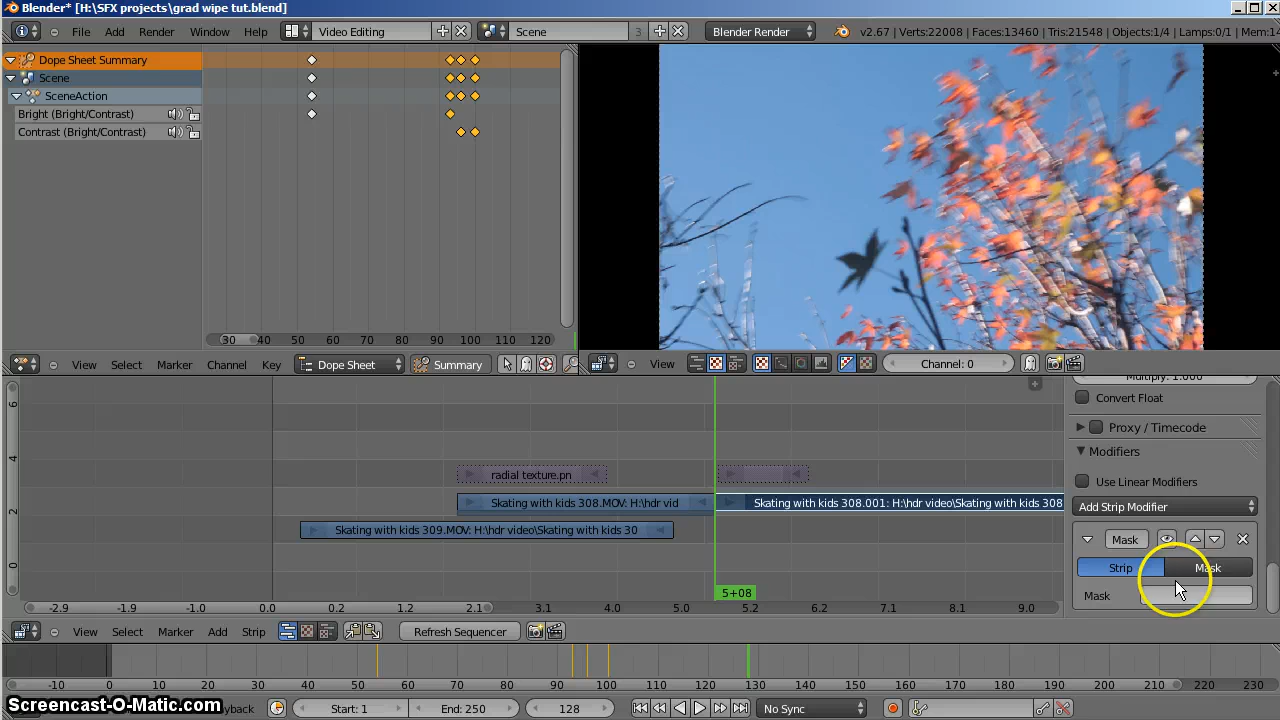 Blender* [H:\SFX projects\grad wipe tut.blend]
File Add Render Window Help Video Editing Scene 3 Blender Render v2.67 | Verts:22008 | Faces:13460 | Tris:21548 | Objects:1/4 | Lamps:0/1 | Mem:14
Dope Sheet Summary
Scene
SceneAction
Bright (Bright/Contrast)
Contrast (Bright/Contrast)
30 40 50 60 70 80 90 100 110 120
View Select Marker Channel Key Dope Sheet Summary
View Channel: 0
6
4
2
0
radial texture.pn
Skating with kids 308.MOV: H:\hdr vid
Skating with kids 308.001: H:\hdr video\Skating with kids 308
Skating with kids 309.MOV: H:\hdr video\Skating with kids 30
5+08
-2.9 -1.9 -1.0 0.0 0.2 1.2 2.1 3.1 4.0 5.0 5.2 6.2 7.1 8.1 9.0
Multiply: 1.000
Convert Float
Proxy / Timecode
Modifiers
Use Linear Modifiers
Add Strip Modifier
Mask
Strip Mask
Mask
View Select Marker Add Strip Refresh Sequencer
-10 0 10 20 30 40 50 60 70 80 90 100 110 120 130 140 150 160 170 180 190 200 210 220 230
Screencast-O-Matic.com
Start: 1 End: 250 128 No Sync